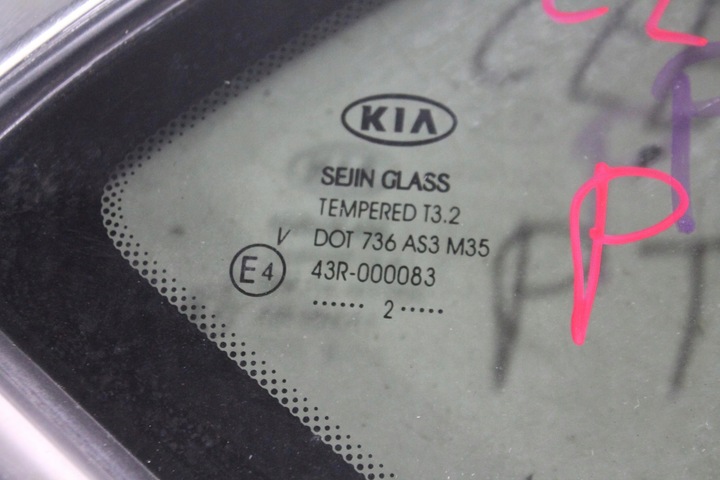 KIA
SEJIN GLASS
TEMPERED T3.2
V DOT 736 AS3 M35
E4 43R-000083
...... 2 .....
P